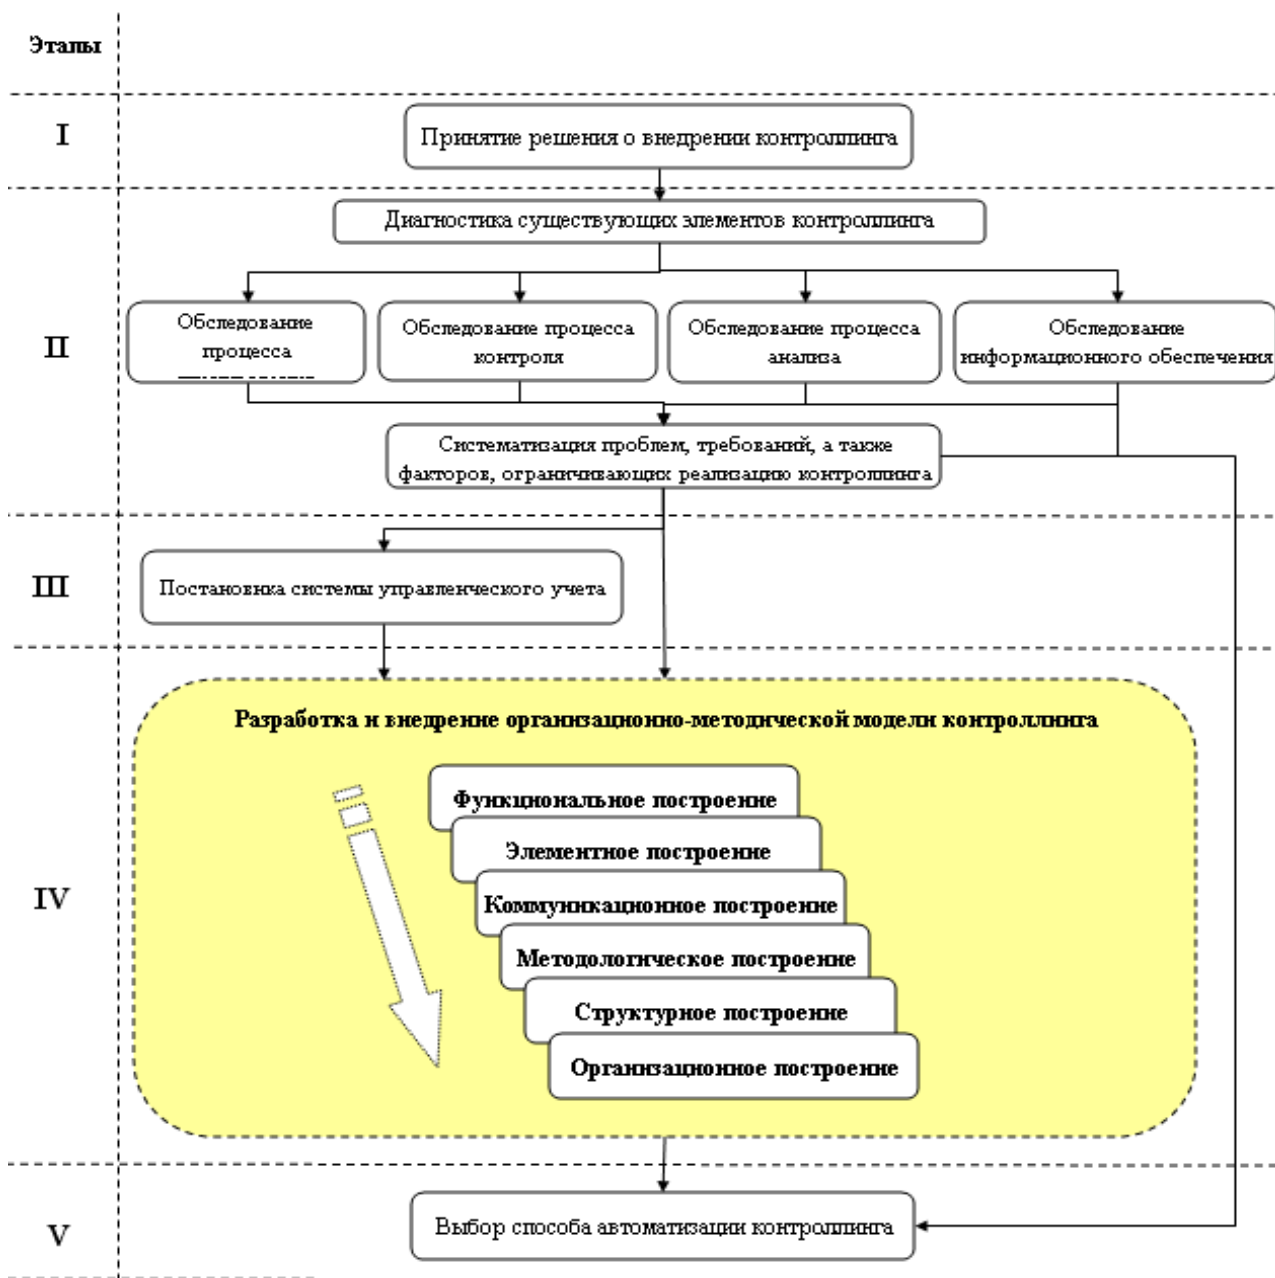 Этапы
I
Принятие решения о внедрении контроллинга
Диагностика существующих элементов контроллинга
II
Обследование
процесса
Обследование процесса
контроля
Обследование процесса
анализа
Обследование
информационного обеспечения
Систематизация проблем, требований, а также
факторов, ограничивающих реализацию контроллинга
III
Постановка системы управленческого учета
IV
Разработка и внедрение организационно-методической модели контроллинга
Функциональное построение
Элементное построение
Коммуникационное построение
Методологическое построение
Структурное построение
Организационное построение
V
Выбор способа автоматизации контроллинга